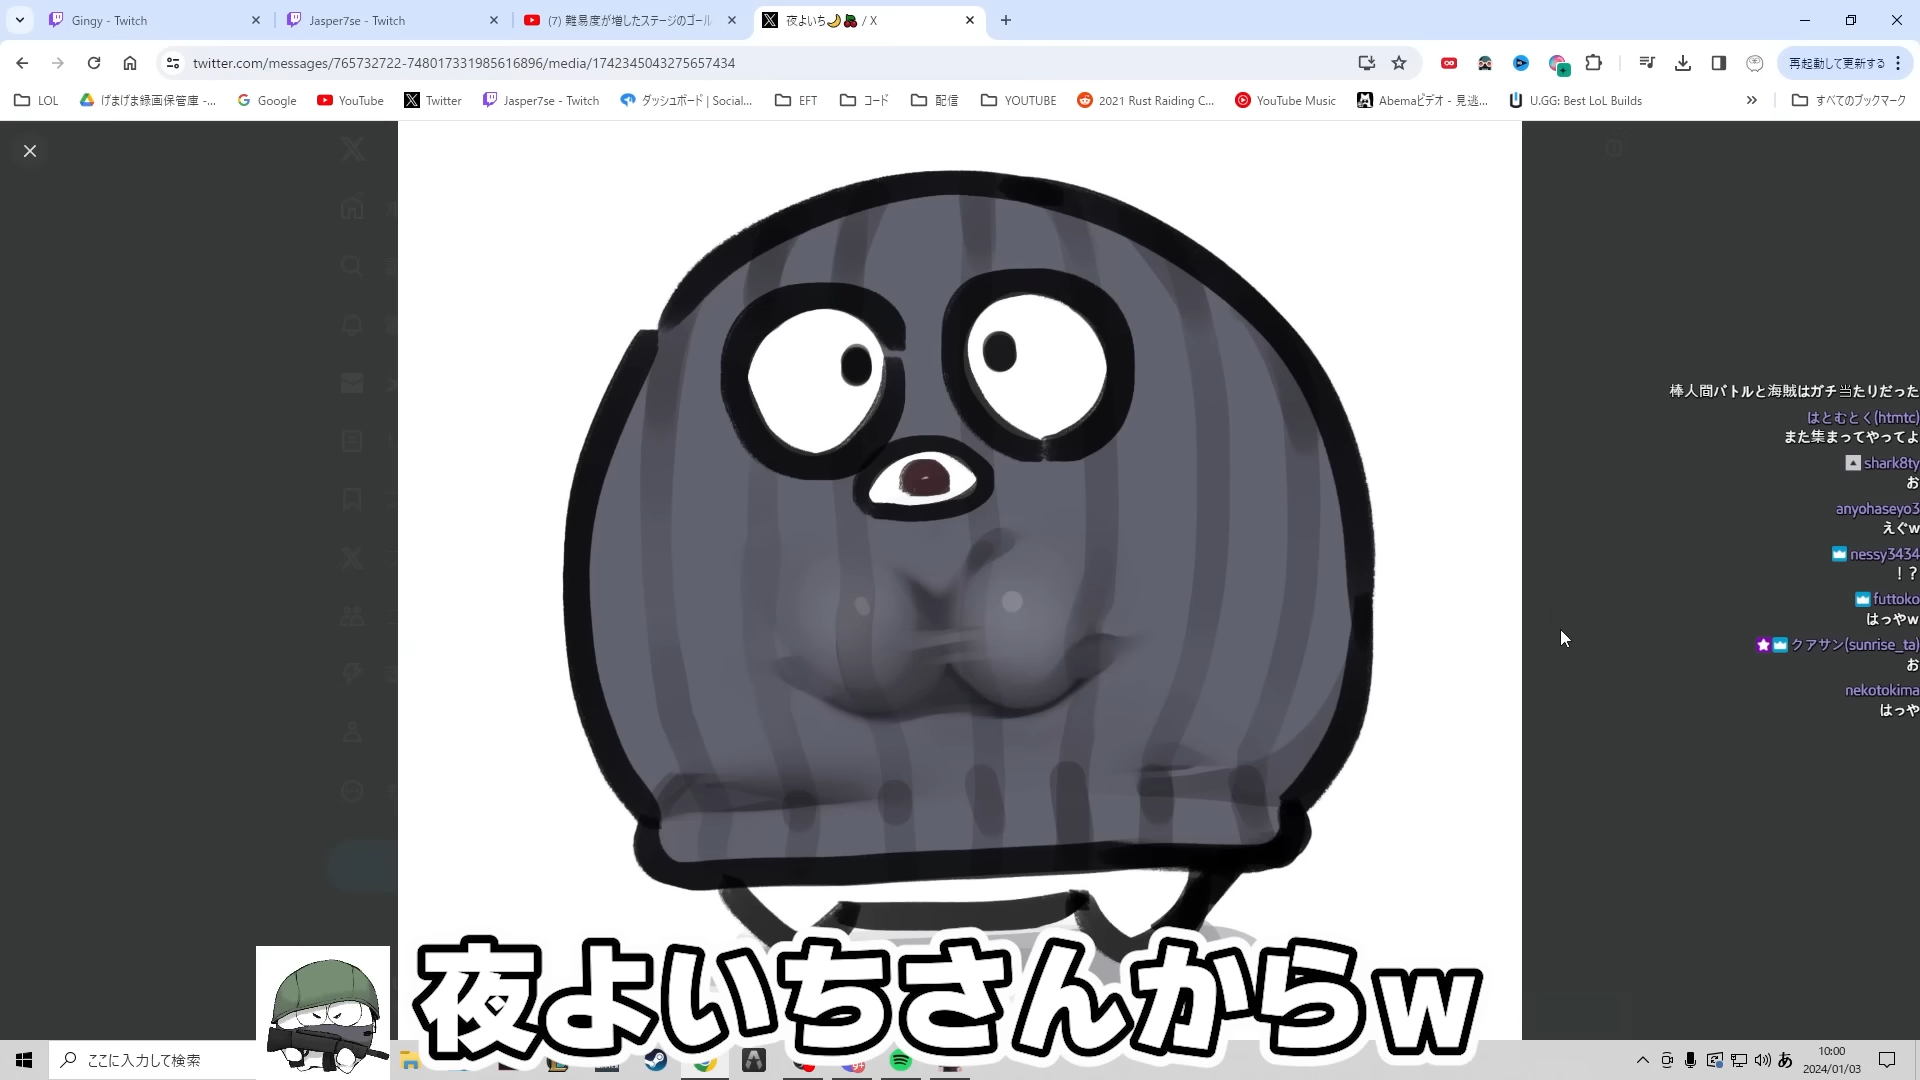 Gingy - Twitch
Jasper7se - Twitch
(7) 難易度が増したステージのゴール
夜よいち🌙🍒 / X
twitter.com/messages/765732722-748017331985616896/media/1742345043275657434
再起動して更新する
LOL
げまげま録画保管庫 -...
Google
YouTube
Twitter
Jasper7se - Twitch
ダッシュボード | Social...
EFT
コード
配信
YOUTUBE
2021 Rust Raiding C...
YouTube Music
Abemaビデオ - 見逃...
U.GG: Best LoL Builds
すべてのブックマーク
棒人間バトルと海賊はガチ当たりだった
はとむとく(htmtc)
また集まってやってよ
shark8ty
お
anyohaseyo3
えぐw
nessy3434
！？
futtoko
はっやw
クアサン(sunrise_ta)
お
nekotokima
はっや
夜よいちさんからｗ
ここに入力して検索
あ
10:00
2024/01/03